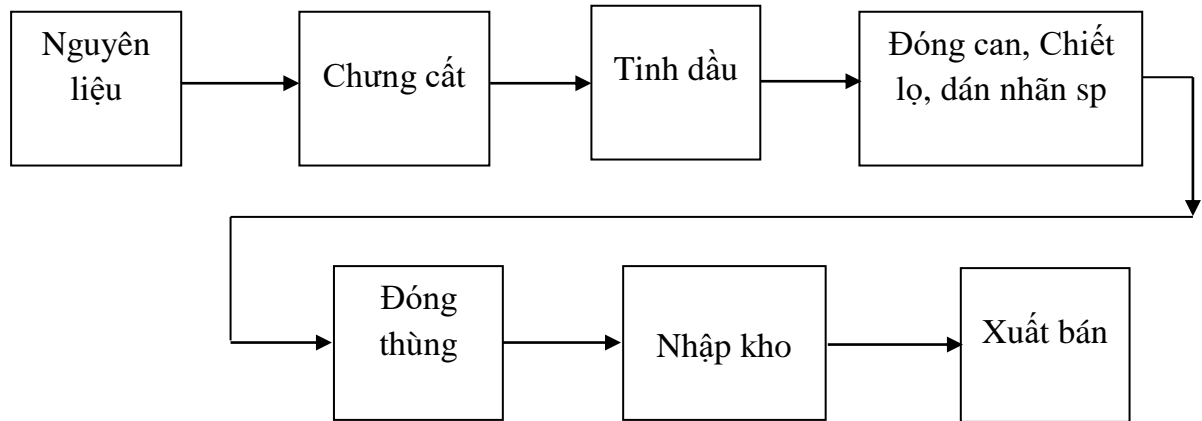 Nguyên
liệu
Chưng cất
Tinh dầu
Đóng can, Chiết
lọ, dán nhãn sp
Đóng
thùng
Nhập kho
Xuất bán